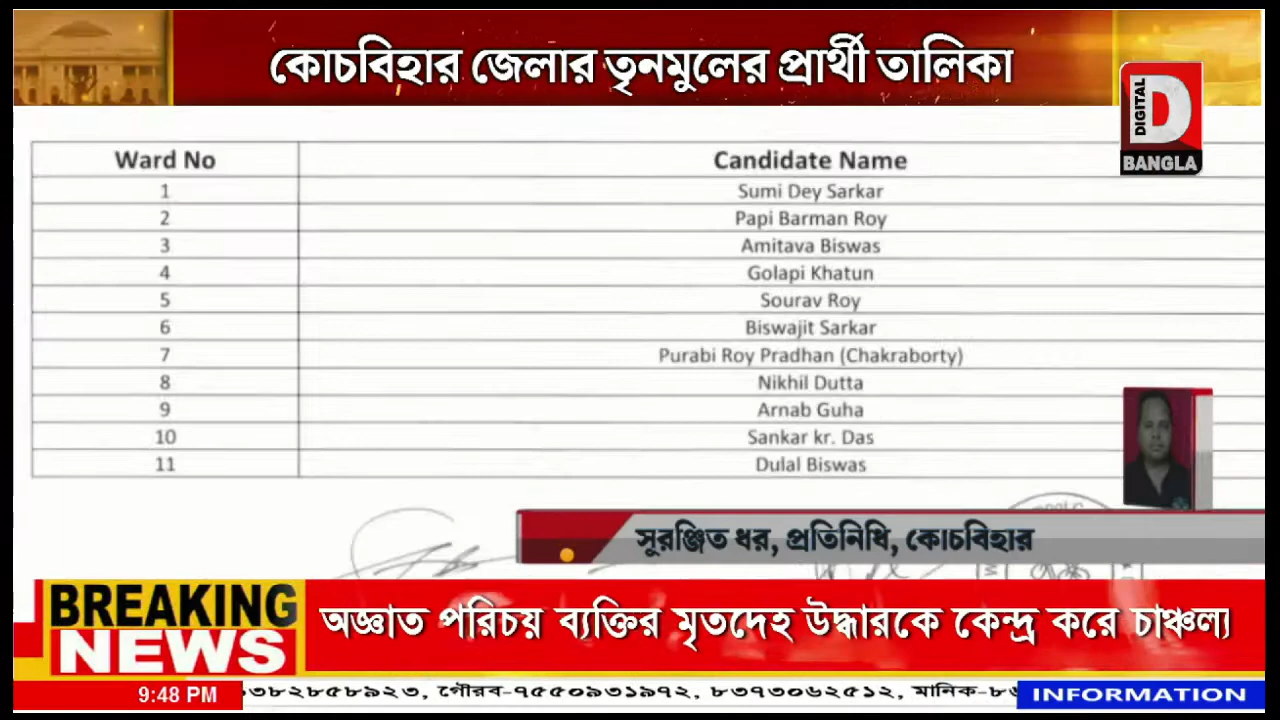 কোচবিহার জেলার তৃনমুলের প্রার্থী তালিকা
DIGITAL
D
BANGLA
Ward No Candidate Name
1 Sumi Dey Sarkar
2 Papi Barman Roy
3 Amitava Biswas
4 Golapi Khatun
5 Sourav Roy
6 Biswajit Sarkar
7 Purabi Roy Pradhan (Chakraborty)
8 Nikhil Dutta
9 Arnab Guha
10 Sankar kr. Das
11 Dulal Biswas
সুরঞ্জিত ধর, প্রতিনিধি, কোচবিহার
BREAKING
NEWS
অজ্ঞাত পরিচয় ব্যক্তির মৃতদেহ উদ্ধারকে কেন্দ্র করে চাঞ্চল্য
9:48 PM ৩৮২৮৫৮৯২৩, গৌরব-৭৫৫০৯৩১৯৭২, ৮৩৭৩০৬২৫১২, মানিক-৮৬ INFORMATION